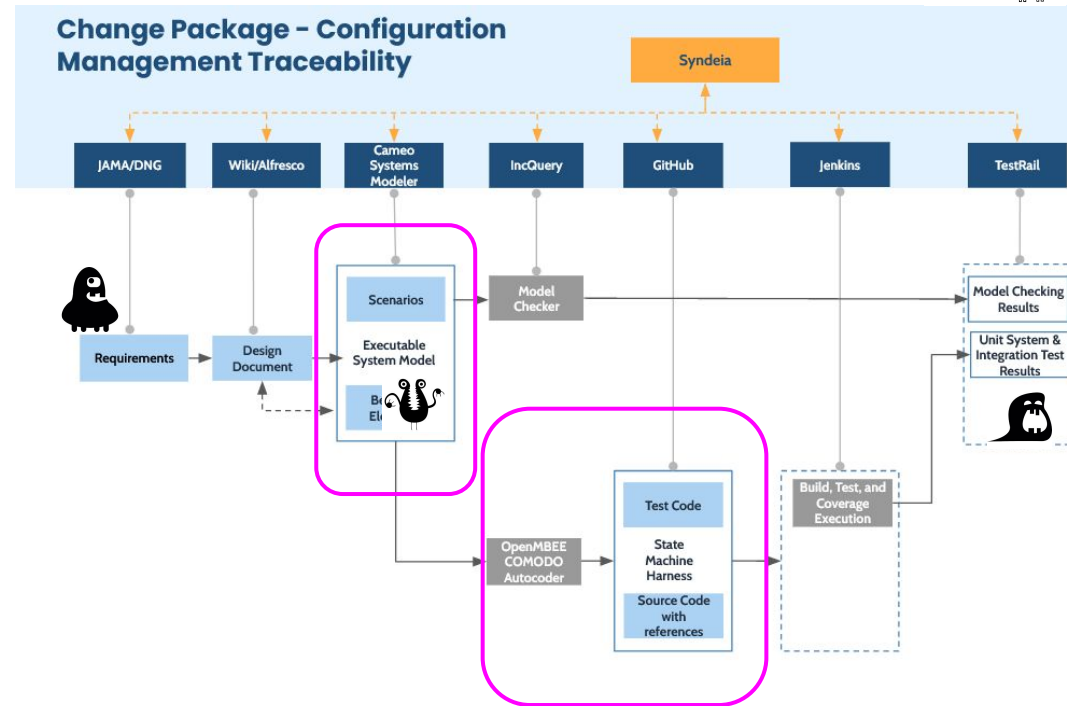 Change Package - Configuration
Management Traceability
Syndeia
JAMA/DNG
Wiki/Alfresco
Cameo
Systems
Modeler
IncQuery
GitHub
Jenkins
TestRail
Scenarios
Model
Checker
Model Checking
Results
Requirements
Design
Document
Executable
System Model
Unit System &
Integration Test
Results
Test Code
Build, Test, and
Coverage
Execution
OpenMBEE
COMODO
Autocoder
State
Machine
Harness
Source Code
with
references